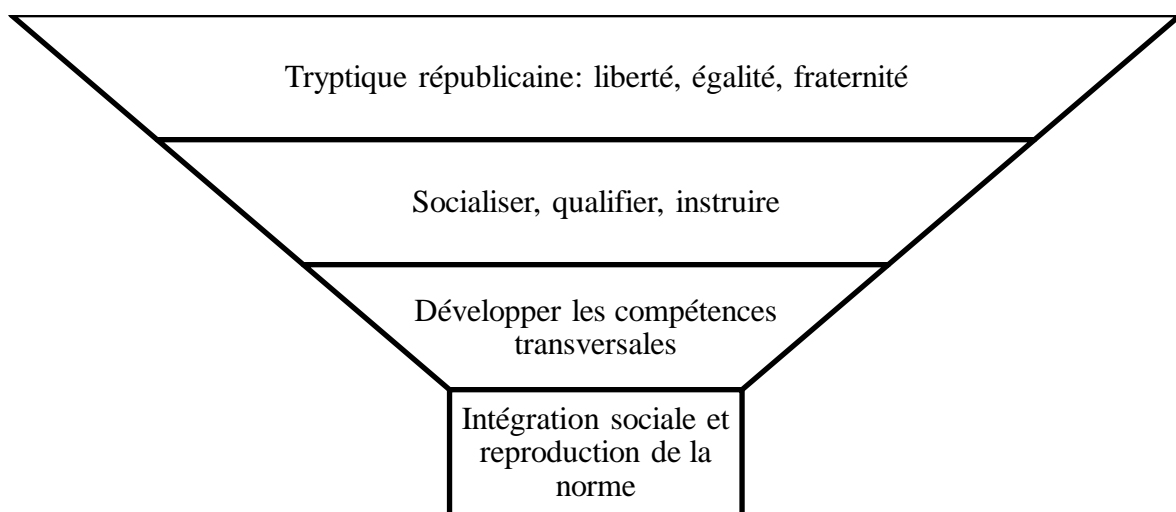 Tryptique républicaine: liberté, égalité, fraternité
Socialiser, qualifier, instruire
Développer les compétences
transversales
Intégration sociale et
reproduction de la
norme